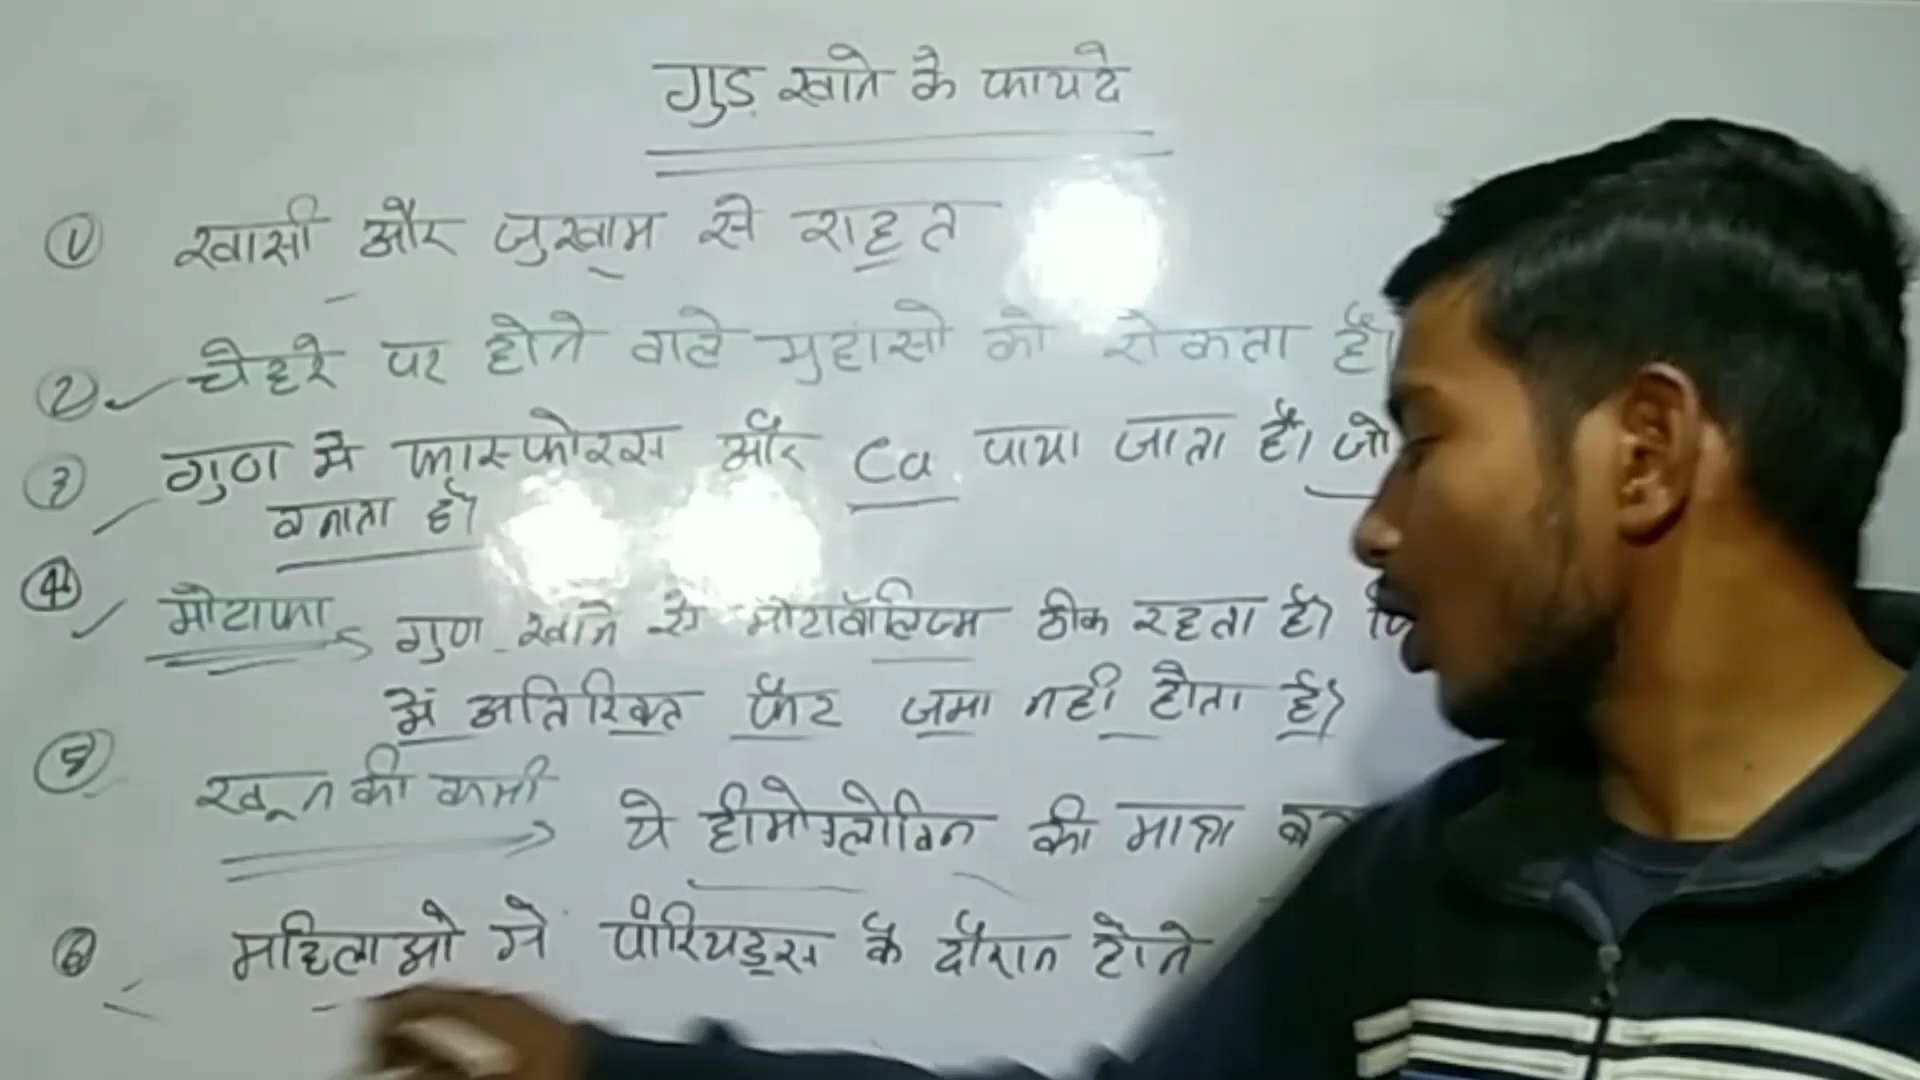 गुड़ खाने के फायदे
① खासी और जुखाम से राहत
② चेहरे पर होने वाले मुहासो को रोकता है।
③ गुण मे फास्फोरस और Ca पाया जाता है। जो
बनाता है।
④ मोटापा गुण खाने से मोटावॉलिज्म ठीक रहता है।
में अतिरिक्त फैट जमा नही होता है।
⑤ खून की कमी ये हीमोग्लोविन की मात्रा
⑥ महिलाओ मे पीरियड्स के दौरान होने